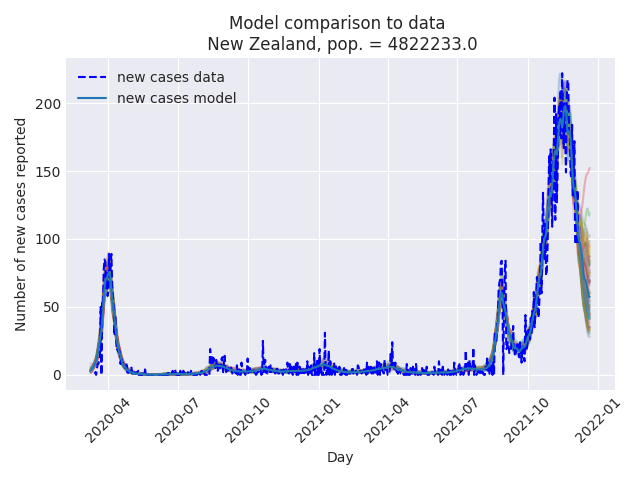 Model comparison to data
New Zealand, pop. = 4822233.0
new cases data
new cases model
Number of new cases reported
200
150
100
50
0
2020-04
2020-07
2020-10
2021-01
2021-04
2021-07
2021-10
2022-01
Day